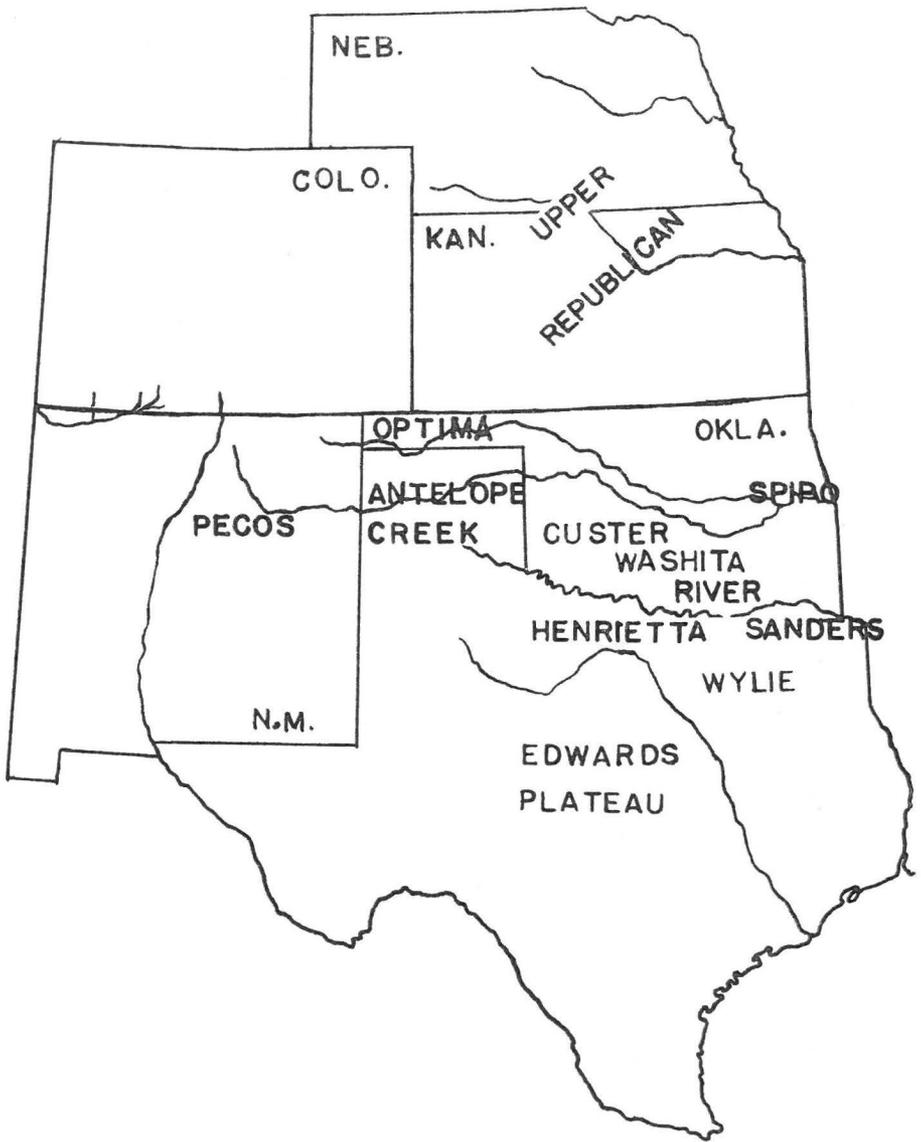 NEB.
COLO.
UPPER
KAN.
REPUBLICAN
OPTIMA
OKLA.
ANTELOPE
SPIRO
PECOS
CREEK
CUSTER
WASHITA
RIVER
HENRIETTA
SANDERS
WYLIE
N.M.
EDWARDS
PLATEAU